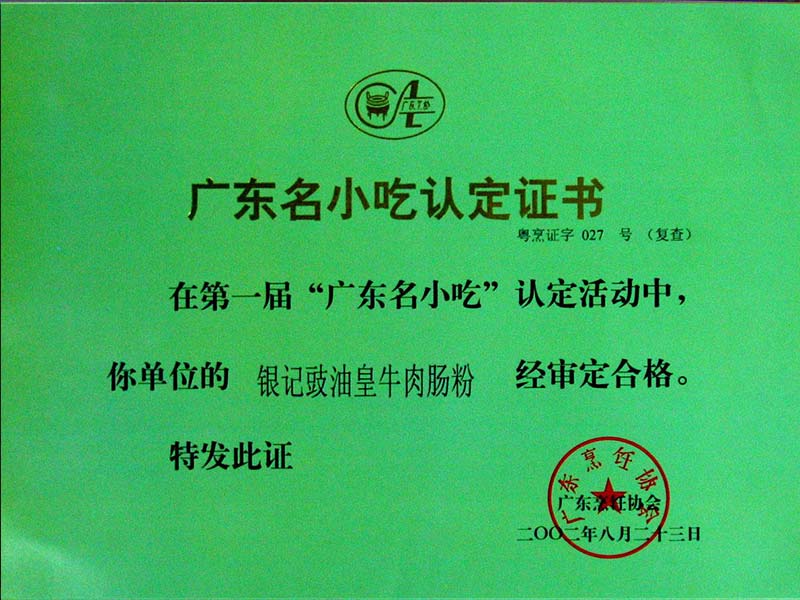 广东名小吃认定证书
粤烹证字 027 号 （复查）
在第一届“广东名小吃”认定活动中，
你单位的 银记豉油皇牛肉肠粉 经审定合格。
特发此证
广东烹饪协会
广东烹饪协会
二〇〇二年八月二十三日